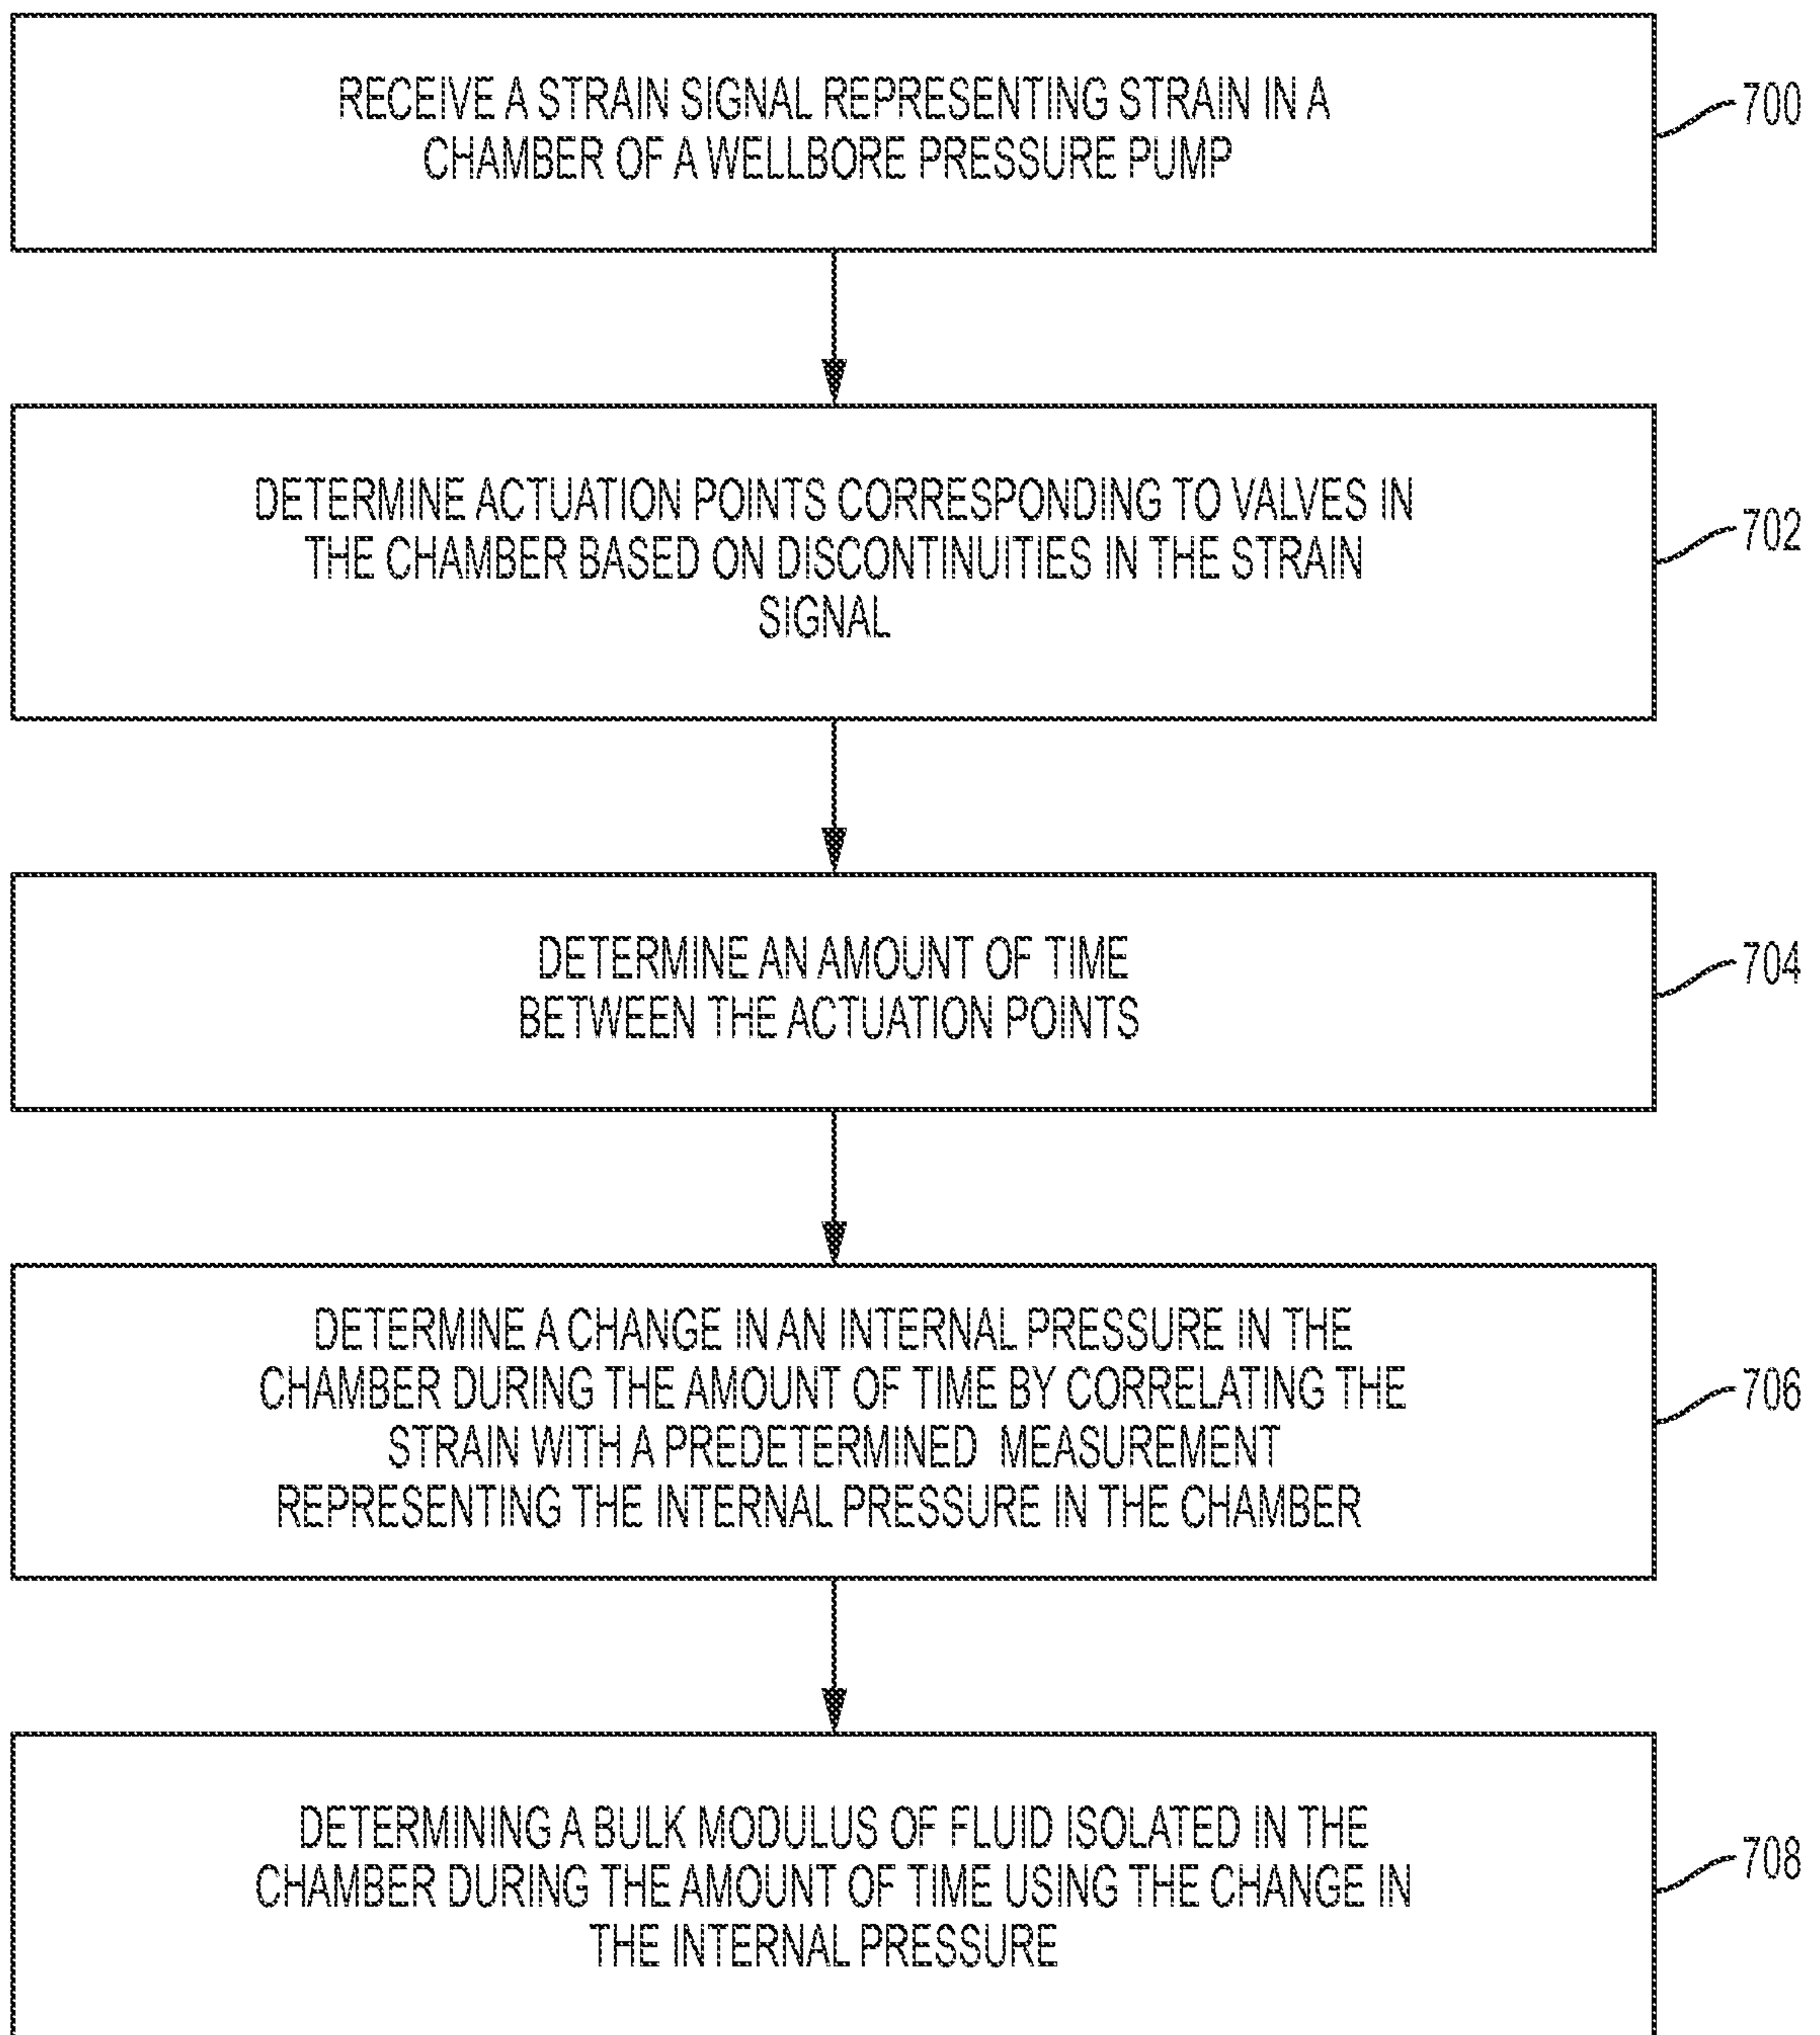 RECEIVE A STRAIN SIGNAL REPRESENTING STRAIN IN A
CHAMBER OF A WELLBORE PRESSURE PUMP
700
DETERMINE ACTUATION POINTS CORRESPONDING TO VALVES IN
THE CHAMBER BASED ON DISCONTINUITIES IN THE STRAIN
SIGNAL
702
DETERMINE AN AMOUNT OF TIME
BETWEEN THE ACTUATION POINTS
704
DETERMINE A CHANGE IN AN INTERNAL PRESSURE IN THE
CHAMBER DURING THE AMOUNT OF TIME BY CORRELATING THE
STRAIN WITH A PREDETERMINED MEASUREMENT
REPRESENTING THE INTERNAL PRESSURE IN THE CHAMBER
706
DETERMINING A BULK MODULUS OF FLUID ISOLATED IN THE
CHAMBER DURING THE AMOUNT OF TIME USING THE CHANGE IN
THE INTERNAL PRESSURE
708